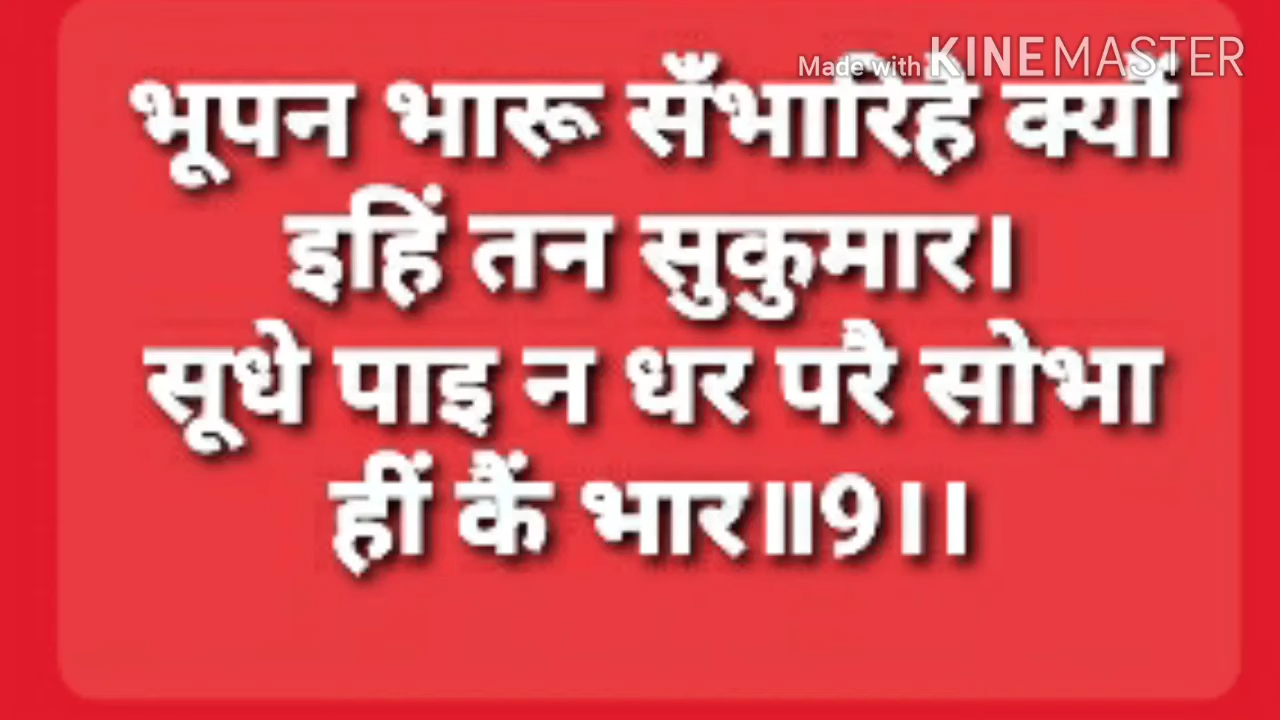 Made with KINEMASTER
भूपन भारू सँभारिहे क्यों
इहिं तन सुकुमार।
सूधे पाइ न धर परै सोभा
हीं कैं भार॥9।।